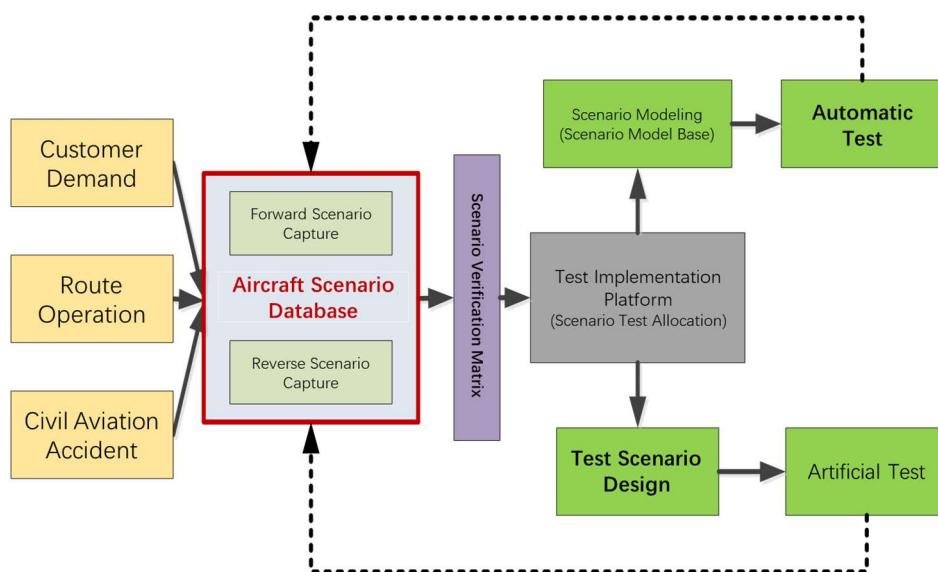 Customer
Demand
Route
Operation
Civil Aviation
Accident
Forward Scenario
Capture
Aircraft Scenario
Database
Reverse Scenario
Capture
Scenario Verification Matrix
Scenario Modeling
(Scenario Model Base)
Automatic
Test
Test Implementation
Platform
(Scenario Test Allocation)
Test Scenario
Design
Artificial Test